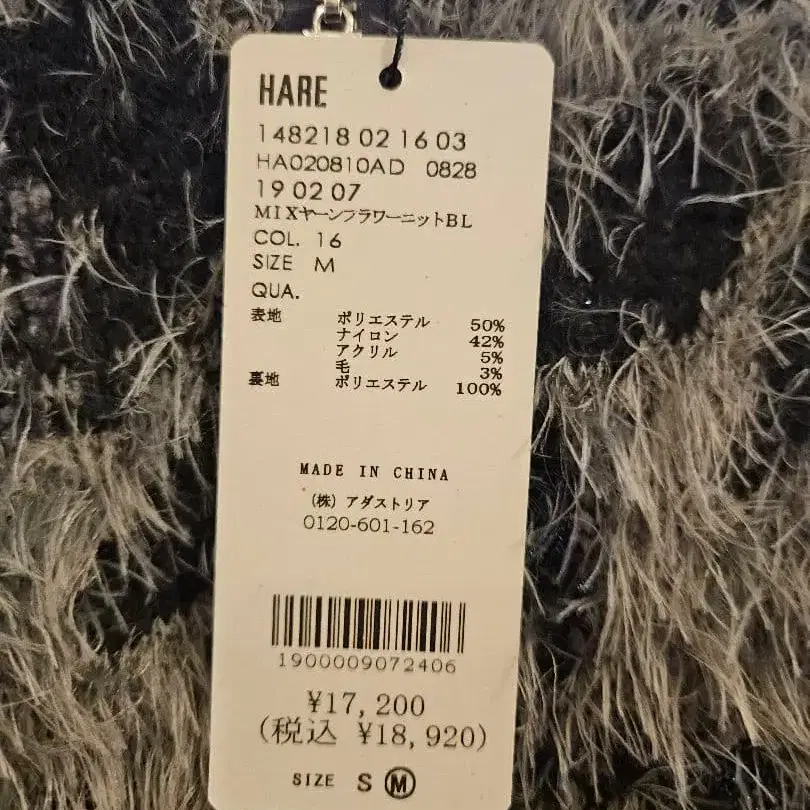 HARE
148218 02 16 03
HA020810AD 0828
19 02 07
MIXヤーンフラワーニットBL
COL. 16
SIZE M
QUA.
表地 ポリエステル 50%
ナイロン 42%
アクリル 5%
毛 3%
裏地 ポリエステル 100%
MADE IN CHINA
(株) アダストリア
0120-601-162
1900009072406
¥17,200
(税込 ¥18,920)
SIZE S M